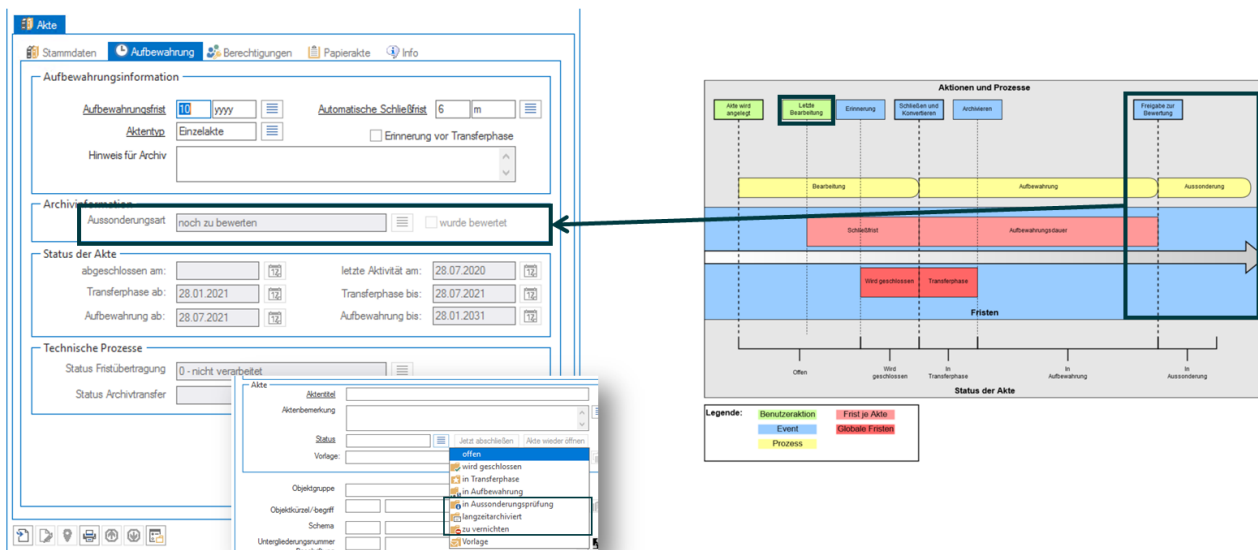 Akte
Stammdaten Aufbewahrung Berechtigungen Papierakte Info
Aufbewahrungsinformation
Aufbewahrungsfrist 10 yyyy Automatische Schließfrist 6 m
Aktentyp Einzelakte Erinnerung vor Transferphase
Hinweis für Archiv
Archivinformation
Aussonderungsart noch zu bewerten wurde bewertet
Status der Akte
abgeschlossen am: 12 letzte Aktivität am: 28.07.2020 12
Transferphase ab: 28.01.2021 12 Transferphase bis: 28.07.2021 12
Aufbewahrung ab: 28.07.2021 12 Aufbewahrung bis: 28.01.2031 12
Technische Prozesse
Status Fristübertragung 0 - nicht verarbeitet
Status Archivtransfer
Akte
Aktentitel
Aktenbemerkung
Status Jetzt abschließen Akte wieder öffnen
Vorlage:
offen
wird geschlossen
in Transferphase
in Aufbewahrung
in Aussonderungsprüfung
langzeitarchiviert
zu vernichten
Vorlage
Objektgruppe
Objektkürzel/-begriff
Schema
Untergliederungsnummer
Aktionen und Prozesse
Akte wird angelegt
Letzte Bearbeitung
Erinnerung
Schließen und Konvertieren
Archivieren
Freigabe zur Bewertung
Bearbeitung Aufbewahrung Aussonderung
Schließfrist Aufbewahrungsdauer
Wird geschlossen Transferphase
Fristen
Offen
Wird geschlossen
In Transferphase
In Aufbewahrung
In Aussonderung
Status der Akte
Legende: Benutzeraktion Frist je Akte
Event Globale Fristen
Prozess